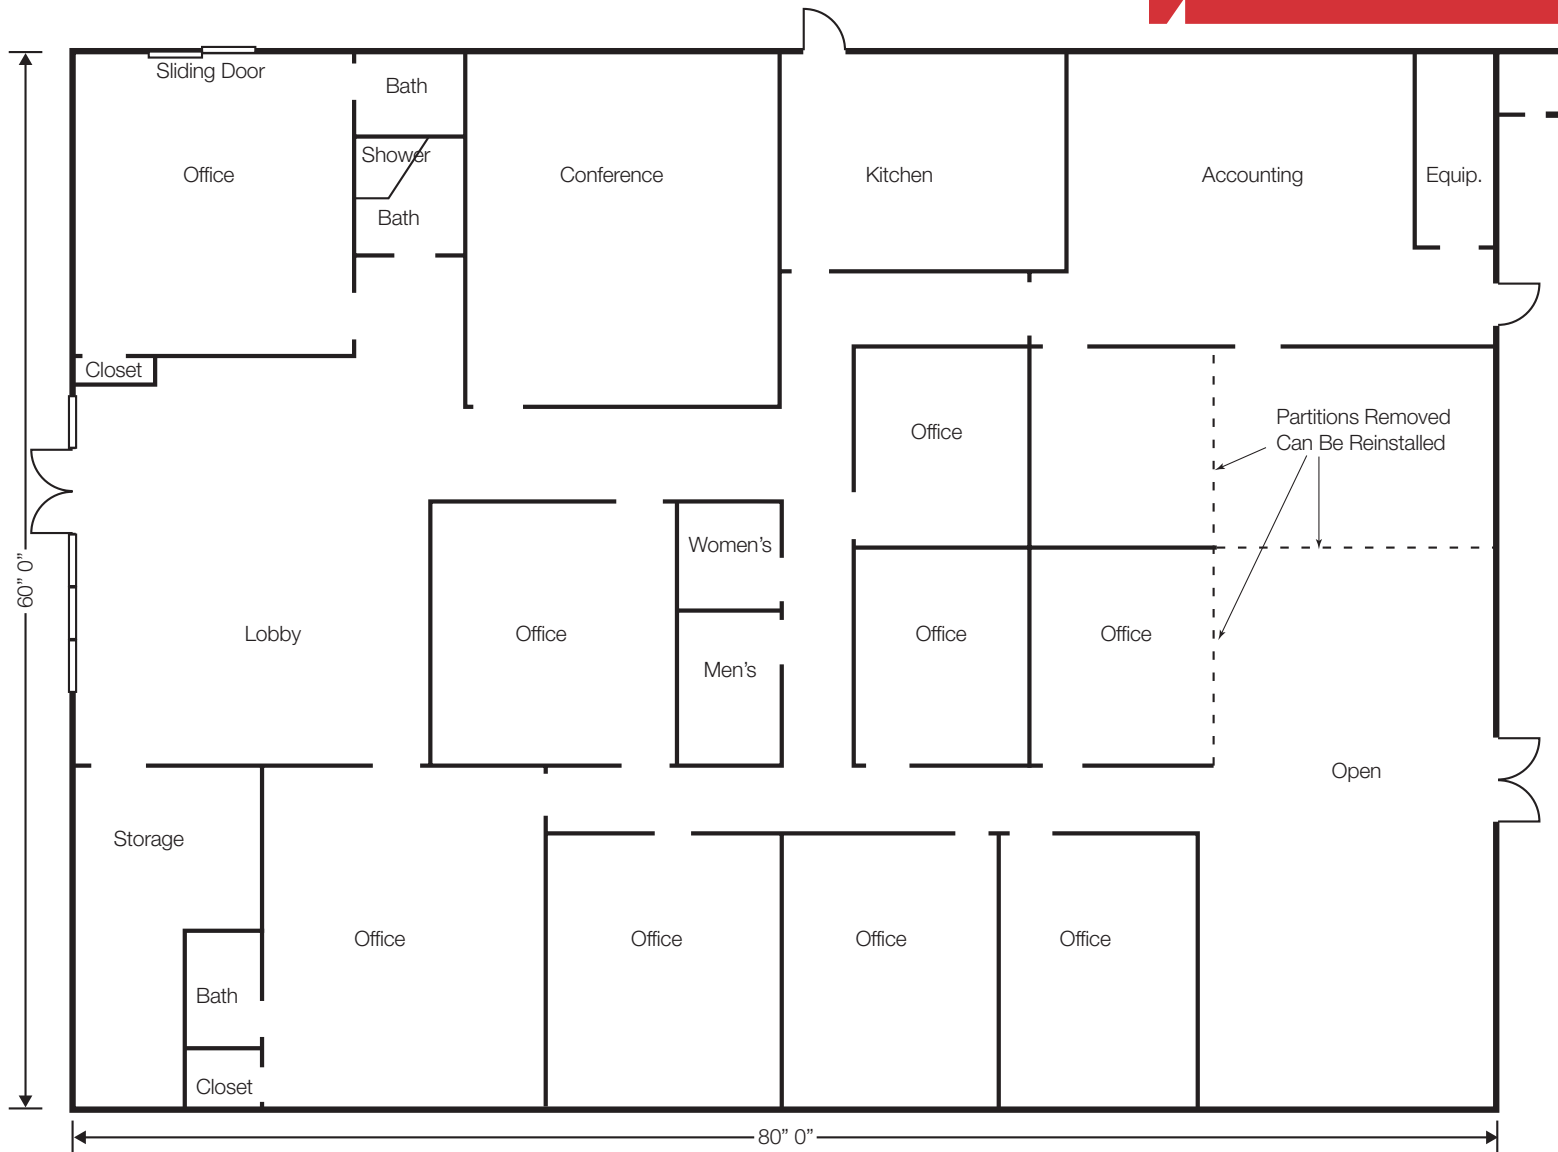 Sliding Door
Bath
Shower
Office
Conference
Kitchen
Accounting
Equip.
Bath
Closet
Partitions Removed
Can Be Reinstalled
Office
Women’s
60” 0”
Lobby
Office
Office
Office
Men’s
Open
Storage
Office
Office
Office
Office
Bath
Closet
80” 0”